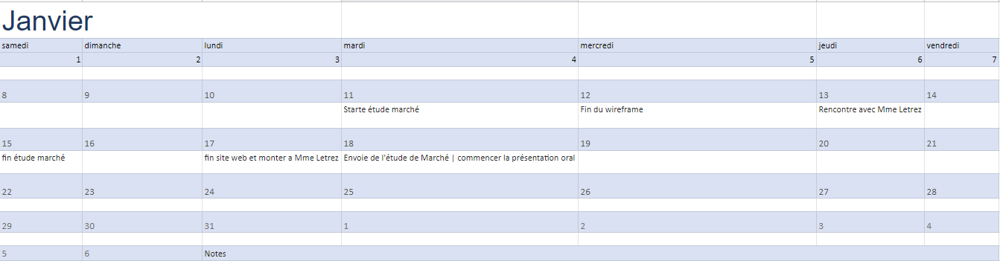 Janvier
samedi dimanche lundi mardi mercredi jeudi vendredi
1 2 3 4 5 6 7
8 9 10 11 12 13 14
Starte étude marché Fin du wireframe Rencontre avec Mme Letrez
15 16 17 18 19 20 21
fin étude marché fin site web et monter a Mme Letrez Envoie de l'étude de Marché | commencer la présentation oral
22 23 24 25 26 27 28
29 30 31 1 2 3 4
5 6 Notes